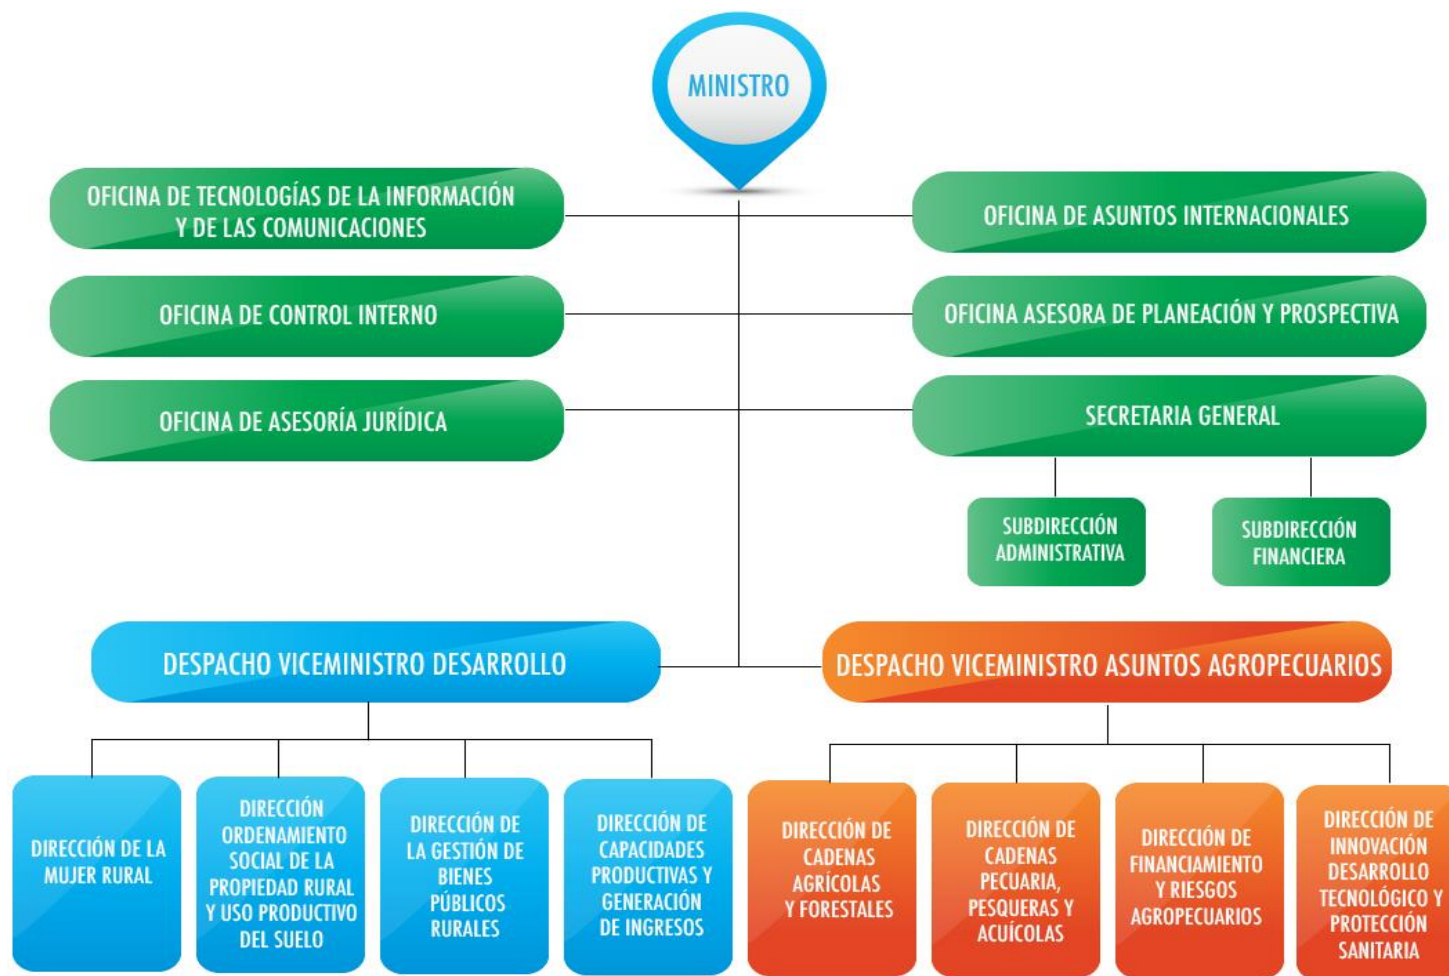 MINISTRO
OFICINA DE TECNOLOGÍAS DE LA INFORMACIÓN
Y DE LAS COMUNICACIONES
OFICINA DE ASUNTOS INTERNACIONALES
OFICINA DE CONTROL INTERNO
OFICINA ASESORA DE PLANEACIÓN Y PROSPECTIVA
OFICINA DE ASESORÍA JURÍDICA
SECRETARIA GENERAL
SUBDIRECCIÓN
ADMINISTRATIVA
SUBDIRECCIÓN
FINANCIERA
DESPACHO VICEMINISTRO DESARROLLO
DESPACHO VICEMINISTRO ASUNTOS AGROPECUARIOS
DIRECCIÓN DE LA
MUJER RURAL
DIRECCIÓN
ORDENAMIENTO
SOCIAL DE LA
PROPIEDAD RURAL
Y USO PRODUCTIVO
DEL SUELO
DIRECCIÓN DE
LA GESTIÓN DE
BIENES
PÚBLICOS
RURALES
DIRECCIÓN DE
CAPACIDADES
PRODUCTIVAS Y
GENERACIÓN
DE INGRESOS
DIRECCIÓN DE
CADENAS
AGRÍCOLAS
Y FORESTALES
DIRECCIÓN DE
CADENAS
PECUARIA,
PESQUERAS Y
ACUÍCOLAS
DIRECCIÓN DE
FINANCIAMIENTO
Y RIESGOS
AGROPECUARIOS
DIRECCIÓN DE
INNOVACIÓN
DESARROLLO
TECNOLÓGICO Y
PROTECCIÓN
SANITARIA